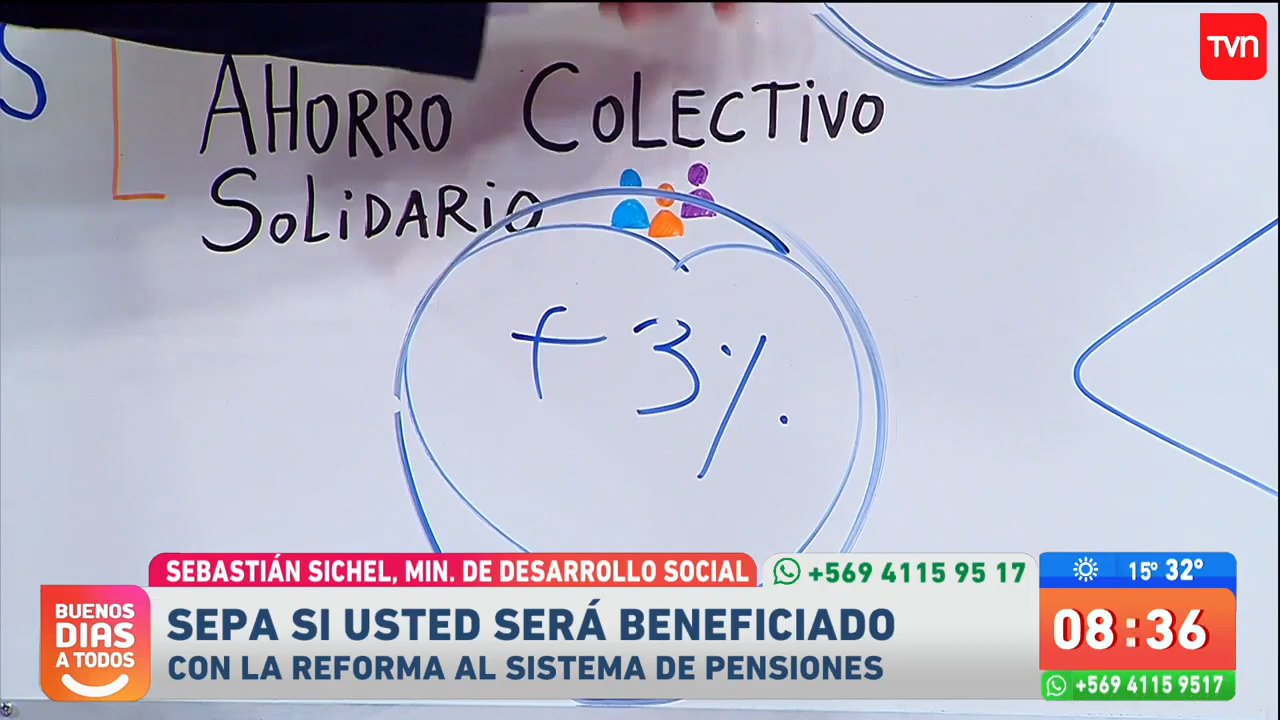 tvn
S
AHORRO COLECTIVO
SOLiDARiO
+3%
SEBASTIÁN SICHEL, MIN. DE DESARROLLO SOCIAL
+569 4115 95 17
15° 32°
BUENOS
DIAS
A TODOS
SEPA SI USTED SERÁ BENEFICIADO
CON LA REFORMA AL SISTEMA DE PENSIONES
08:36
+569 4115 9517